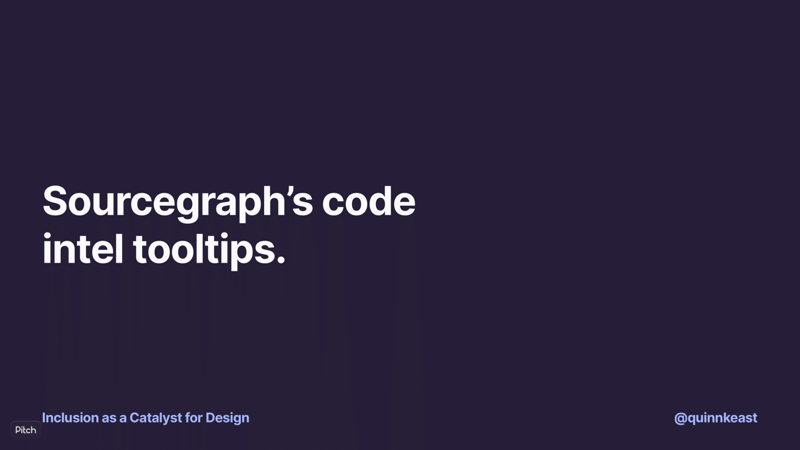 Sourcegraph’s code
intel tooltips.
Inclusion as a Catalyst for Design
@quinnkeast
Pitch